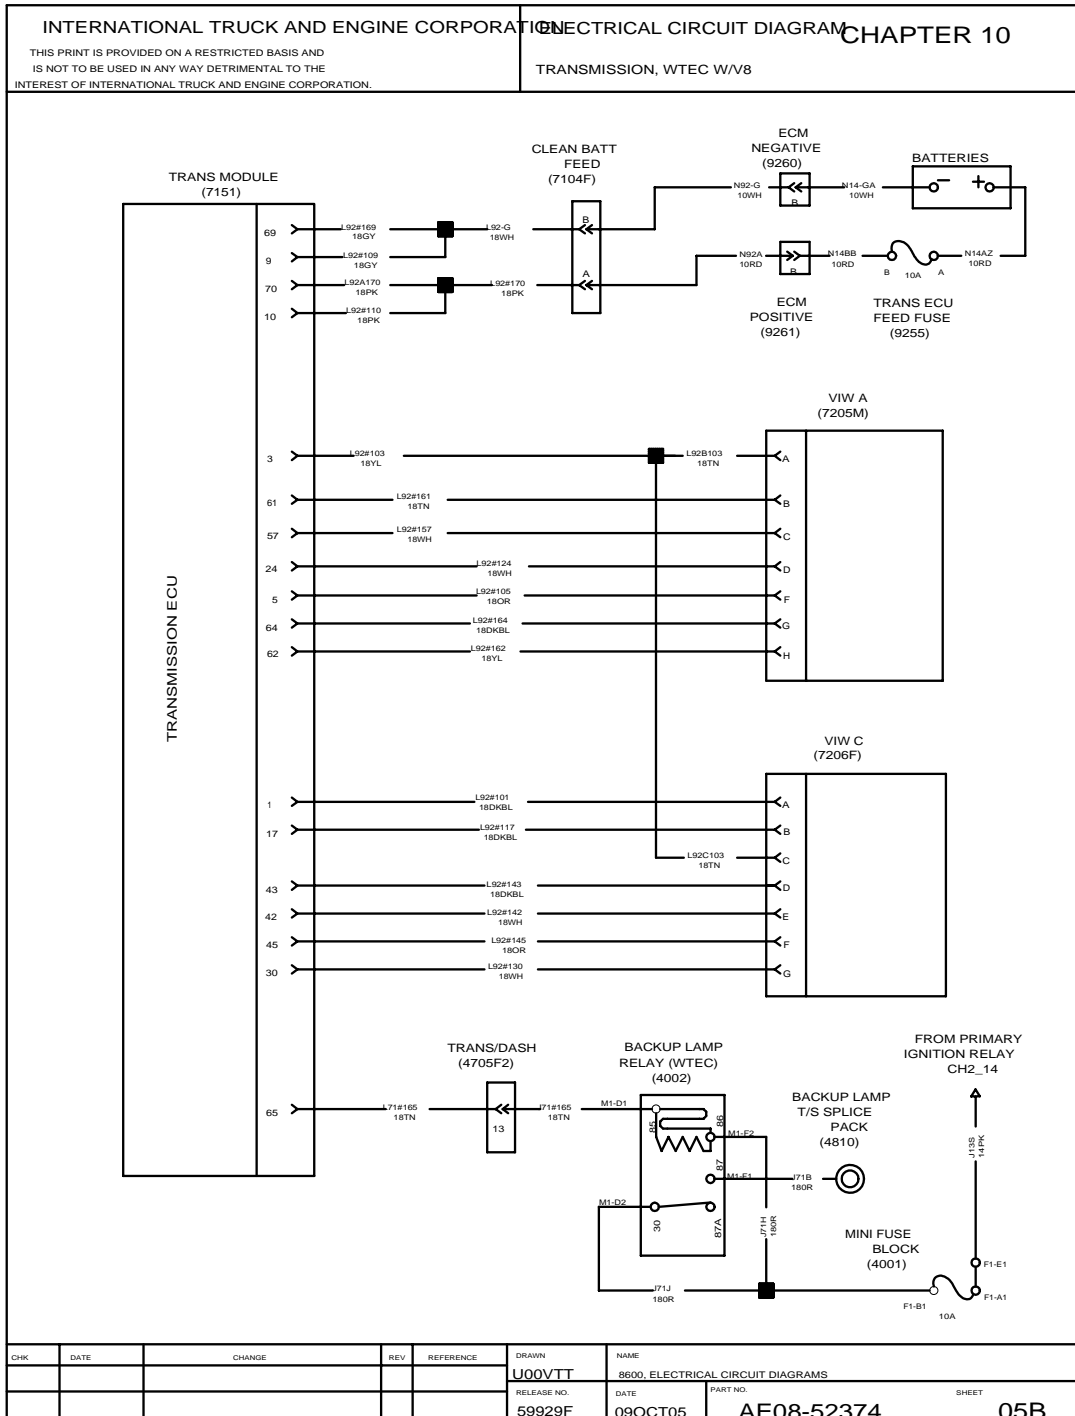 INTERNATIONAL TRUCK AND ENGINE CORPORATION
THIS PRINT IS PROVIDED ON A RESTRICTED BASIS AND
IS NOT TO BE USED IN ANY WAY DETRIMENTAL TO THE
INTEREST OF INTERNATIONAL TRUCK AND ENGINE CORPORATION.
ELECTRICAL CIRCUIT DIAGRAM
CHAPTER 10
TRANSMISSION, WTEC W/V8
TRANS MODULE
(7151)
CLEAN BATT
FEED
(7104F)
ECM
NEGATIVE
(9260)
BATTERIES
69
L92#169
18GY
L92-G
18WH
B
N92-G
10WH
B
N14-GA
10WH
- +
9
L92#109
18GY
70
L92A170
18PK
L92#170
18PK
A
N92A
10RD
B
N14BB
10RD
B
10A
A
N14AZ
10RD
10
L92#110
18PK
ECM
POSITIVE
(9261)
TRANS ECU
FEED FUSE
(9255)
TRANSMISSION ECU
VIW A
(7205M)
3
L92#103
18YL
L92B103
18TN
A
61
L92#161
18TN
B
57
L92#157
18WH
C
24
L92#124
18WH
D
5
L92#105
18OR
F
64
L92#164
18DKBL
G
62
L92#162
18YL
H
VIW C
(7206F)
1
L92#101
18DKBL
A
17
L92#117
18DKBL
B
L92C103
18TN
C
43
L92#143
18DKBL
D
42
L92#142
18WH
E
45
L92#145
18OR
F
30
L92#130
18WH
G
TRANS/DASH
(4705F2)
BACKUP LAMP
RELAY (WTEC)
(4002)
FROM PRIMARY
IGNITION RELAY
CH2_14
BACKUP LAMP
T/S SPLICE
PACK
(4810)
65
L71#165
18TN
13
J71#165
18TN
M1-D1
85
86
M1-E2
87
M1-E1
J71B
180R
M1-D2
30
87A
J71H
180R
J71J
180R
J13S
14PK
MINI FUSE
BLOCK
(4001)
F1-E1
F1-A1
F1-B1
10A
CHK DATE CHANGE REV REFERENCE
DRAWN
U00VTT
NAME
8600, ELECTRICAL CIRCUIT DIAGRAMS
RELEASE NO.
59929F
DATE
09OCT05
PART NO.
AE08-52374
SHEET
05B